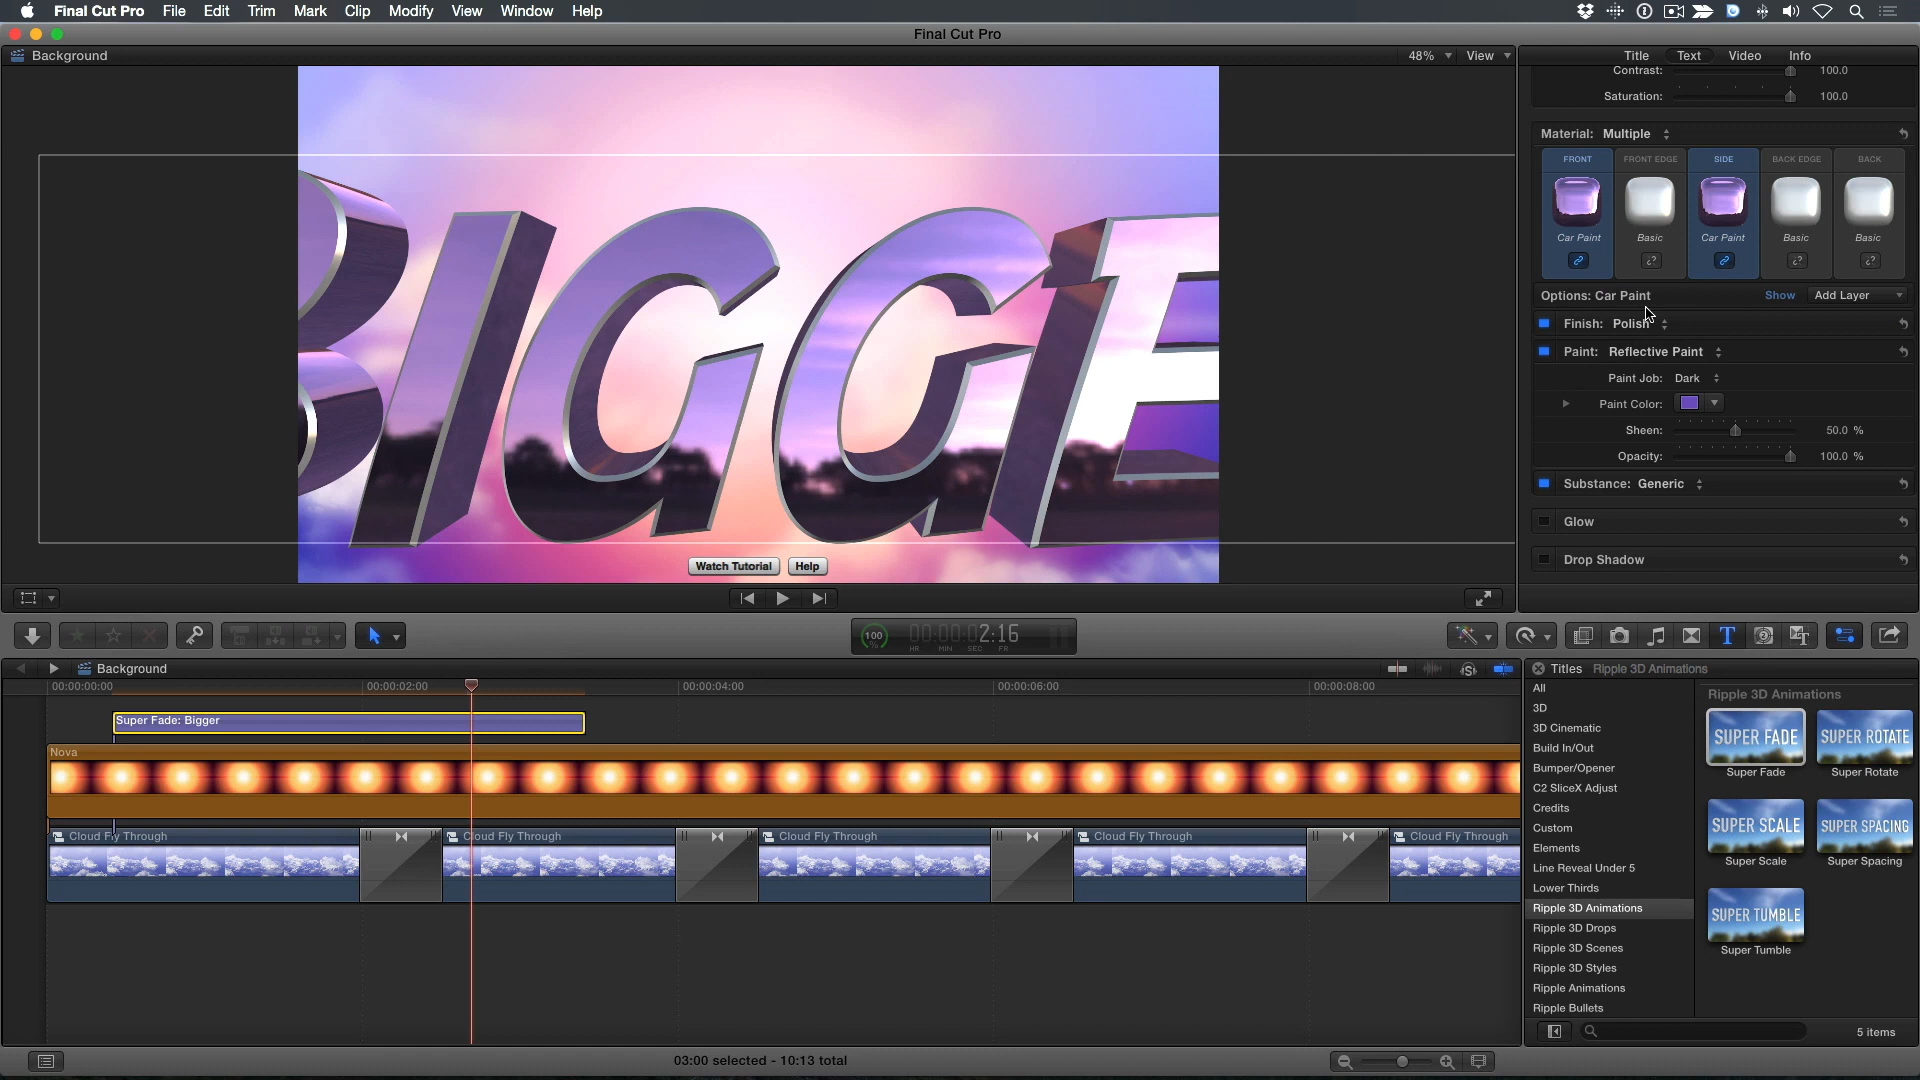 Final Cut Pro File Edit Trim Mark Clip Modify View Window Help
Final Cut Pro
Background
48% View
Title Text Video Info
Contrast: 100.0
Saturation: 100.0
Material: Multiple
FRONT FRONT EDGE SIDE BACK EDGE BACK
Car Paint Basic Car Paint Basic Basic
Options: Car Paint Show Add Layer
Finish: Polish
Paint: Reflective Paint
Paint Job: Dark
Paint Color:
Sheen: 50.0 %
Opacity: 100.0 %
Substance: Generic
Glow
Drop Shadow
BIGGE
Watch Tutorial Help
100 % 00:00:02:16
HR MIN SEC FR
Background
00:00:00:00 00:00:02:00 00:00:04:00 00:00:06:00 00:00:08:00
Super Fade: Bigger
Nova
Cloud Fly Through Cloud Fly Through Cloud Fly Through Cloud Fly Through Cloud Fly Through
03:00 selected - 10:13 total
Titles Ripple 3D Animations
All
3D
3D Cinematic
Build In/Out
Bumper/Opener
C2 SliceX Adjust
Credits
Custom
Elements
Line Reveal Under 5
Lower Thirds
Ripple 3D Animations
Ripple 3D Drops
Ripple 3D Scenes
Ripple 3D Styles
Ripple Animations
Ripple Bullets
Ripple 3D Animations
SUPER FADE SUPER ROTATE
Super Fade Super Rotate
SUPER SCALE SUPER SPACING
Super Scale Super Spacing
SUPER TUMBLE
Super Tumble
5 items